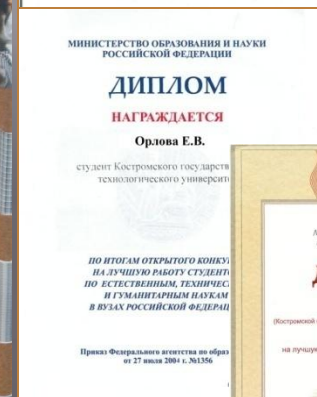 МИНИСТЕРСТВО ОБРАЗОВАНИЯ И НАУКИ
РОССИЙСКОЙ ФЕДЕРАЦИИ
ДИПЛОМ
НАГРАЖДАЕТСЯ
Орлова Е.В.
студент Костромского государств
технологического университ
ПО ИТОГАМ ОТКРЫТОГО КОНКУ
НА ЛУЧШУЮ РАБОТУ СТУДЕНТ
ПО ЕСТЕСТВЕННЫМ, ТЕХНИЧЕС
И ГУМАНИТАРНЫМ НАУКАМ
В ВУЗАХ РОССИЙСКОЙ ФЕДЕРАЦ
Приказ Федерального агентства по образ
от 27 июля 2004 г. №1356
(Костромской
на лучшую